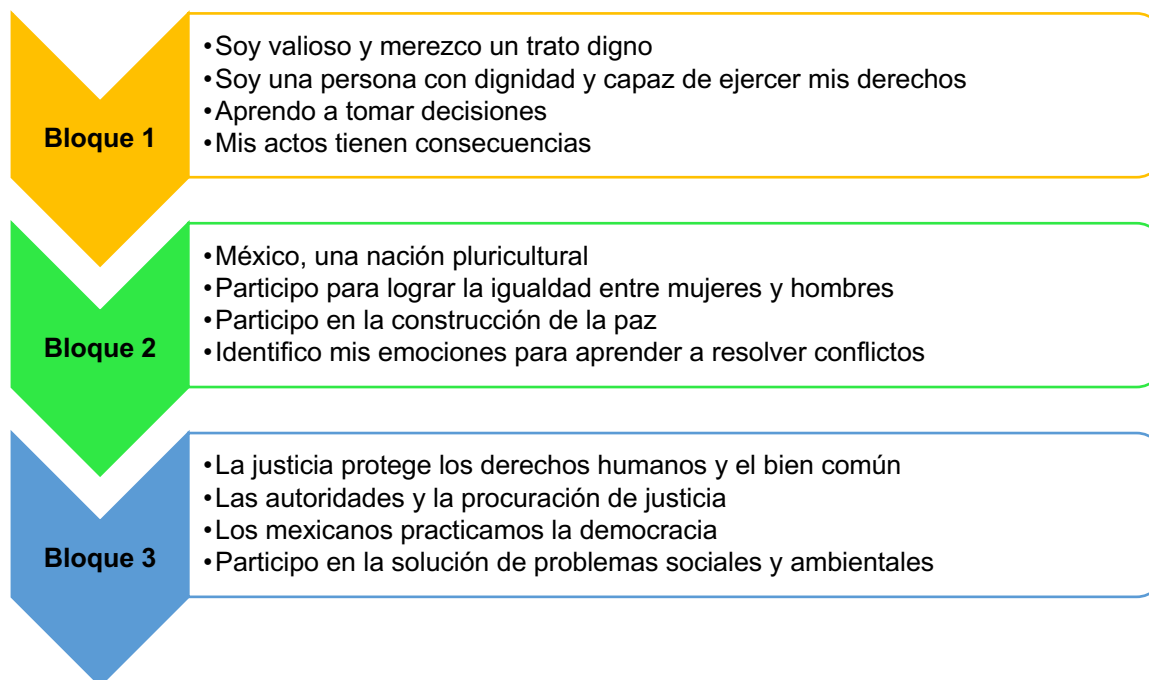 Bloque 1
•Soy valioso y merezco un trato digno
•Soy una persona con dignidad y capaz de ejercer mis derechos
•Aprendo a tomar decisiones
•Mis actos tienen consecuencias
Bloque 2
•México, una nación pluricultural
•Participo para lograr la igualdad entre mujeres y hombres
•Participo en la construcción de la paz
•Identifico mis emociones para aprender a resolver conflictos
Bloque 3
•La justicia protege los derechos humanos y el bien común
•Las autoridades y la procuración de justicia
•Los mexicanos practicamos la democracia
•Participo en la solución de problemas sociales y ambientales